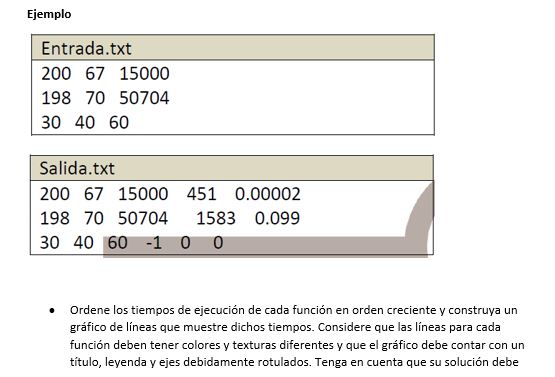 Ejemplo
Entrada.txt
200 67 15000
198 70 50704
30 40 60
Salida.txt
200 67 15000 451 0.00002
198 70 50704 1583 0.099
30 40 60 -1 0 0
• Ordene los tiempos de ejecución de cada función en orden creciente y construya un
gráfico de líneas que muestre dichos tiempos. Considere que las líneas para cada
función deben tener colores y texturas diferentes y que el gráfico debe contar con un
título, leyenda y ejes debidamente rotulados. Tenga en cuenta que su solución debe